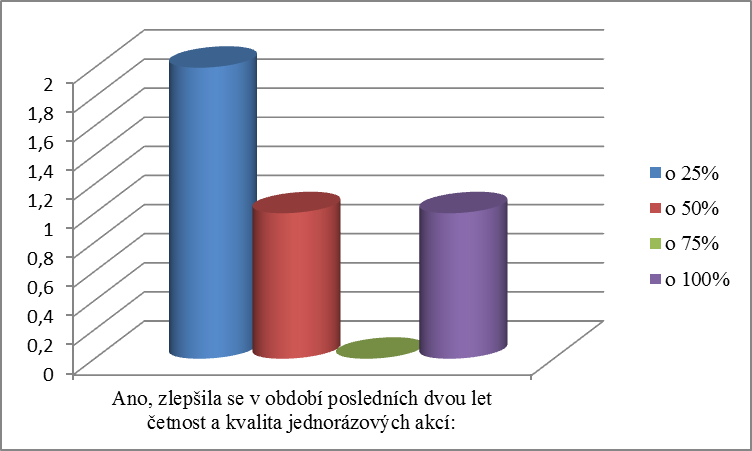 2
1,8
1,6
1,4
1,2
1
0,8
0,6
0,4
0,2
0
Ano, zlepšila se v období posledních dvou let
četnost a kvalita jednorázových akcí:
o 25%
o 50%
o 75%
o 100%